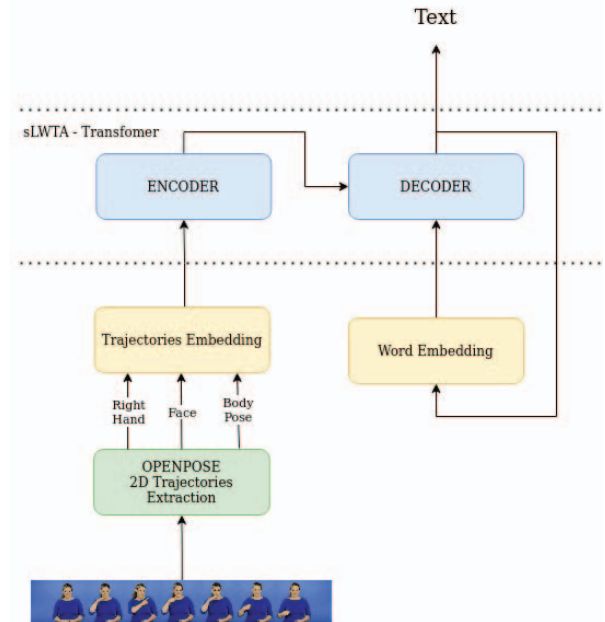 Text
sLWTA - Transfomer
ENCODER
DECODER
Trajectories Embedding
Word Embedding
Right
Hand
Face
Body
Pose
OPENPOSE
2D Trajectories
Extraction